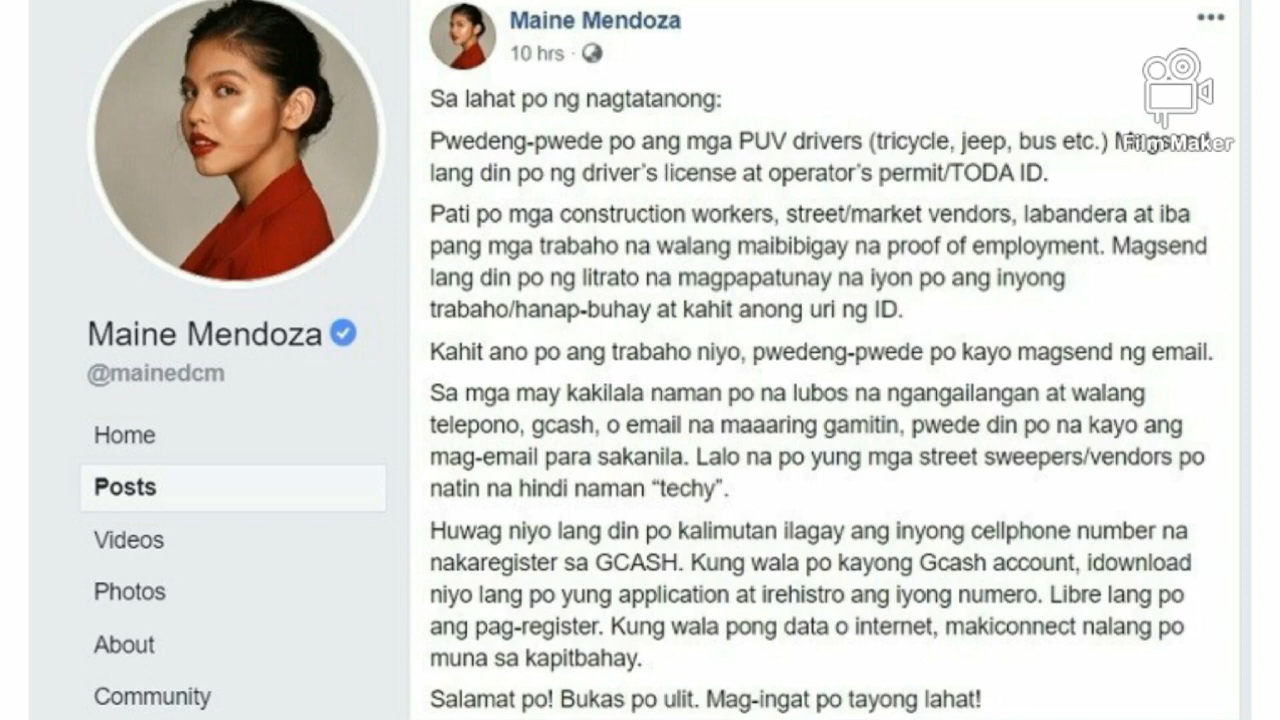 Maine Mendoza
@mainedcm
Home
Posts
Videos
Photos
About
Community
Maine Mendoza
10 hrs ·
Sa lahat po ng nagtatanong:
Pwedeng-pwede po ang mga PUV drivers (tricycle, jeep, bus etc.)
lang din po ng driver's license at operator's permit/TODA ID.
Pati po mga construction workers, street/market vendors, labandera at iba
pang mga trabaho na walang maibibigay na proof of employment. Magsend
lang din po ng litrato na magpapatunay na iyon po ang inyong
trabaho/hanap-buhay at kahit anong uri ng ID.
Kahit ano po ang trabaho niyo, pwedeng-pwede po kayo magsend ng email.
Sa mga may kakilala naman po na lubos na ngangailangan at walang
telepono, gcash, o email na maaaring gamitin, pwede din po na kayo ang
mag-email para sakanila. Lalo na po yung mga street sweepers/vendors po
natin na hindi naman “techy”.
Huwag niyo lang din po kalimutan ilagay ang inyong cellphone number na
nakaregister sa GCASH. Kung wala po kayong Gcash account, idownload
niyo lang po yung application at irehistro ang iyong numero. Libre lang po
ang pag-register. Kung wala pong data o internet, makiconnect nalang po
muna sa kapitbahay.
Salamat po! Bukas po ulit. Mag-ingat po tayong lahat!
FilmMaker